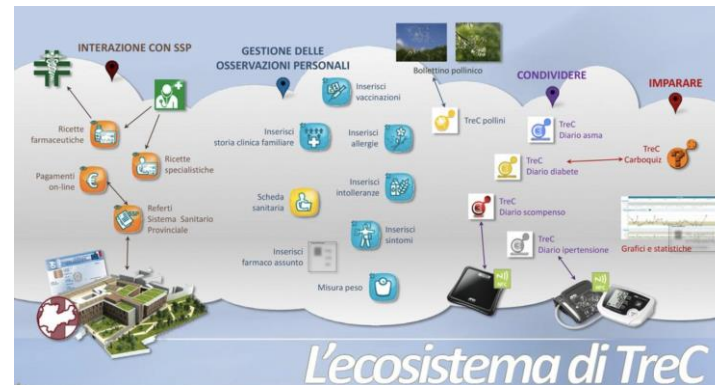 INTERAZIONE CON SSP
Ricette
farmaceutiche
Ricette
specialistiche
Pagamenti
on-line
Referti
Sistema Sanitario
Provinciale
GESTIONE DELLE
OSSERVAZIONI PERSONALI
Inserisci
vaccinazioni
Inserisci
storia clinica familiare
Inserisci
allergie
Inserisci
intolleranze
Scheda
sanitaria
Inserisci
sintomi
Inserisci
farmaco assunto
Misura peso
Bollettino pollinico
TreC pollini
CONDIVIDERE
TreC
Diario asma
TreC
Diario diabete
TreC
Diario scompenso
TreC
Diario ipertensione
IMPARARE
TreC
Carboquiz
Grafici e statistiche
L'ecosistema di TreC